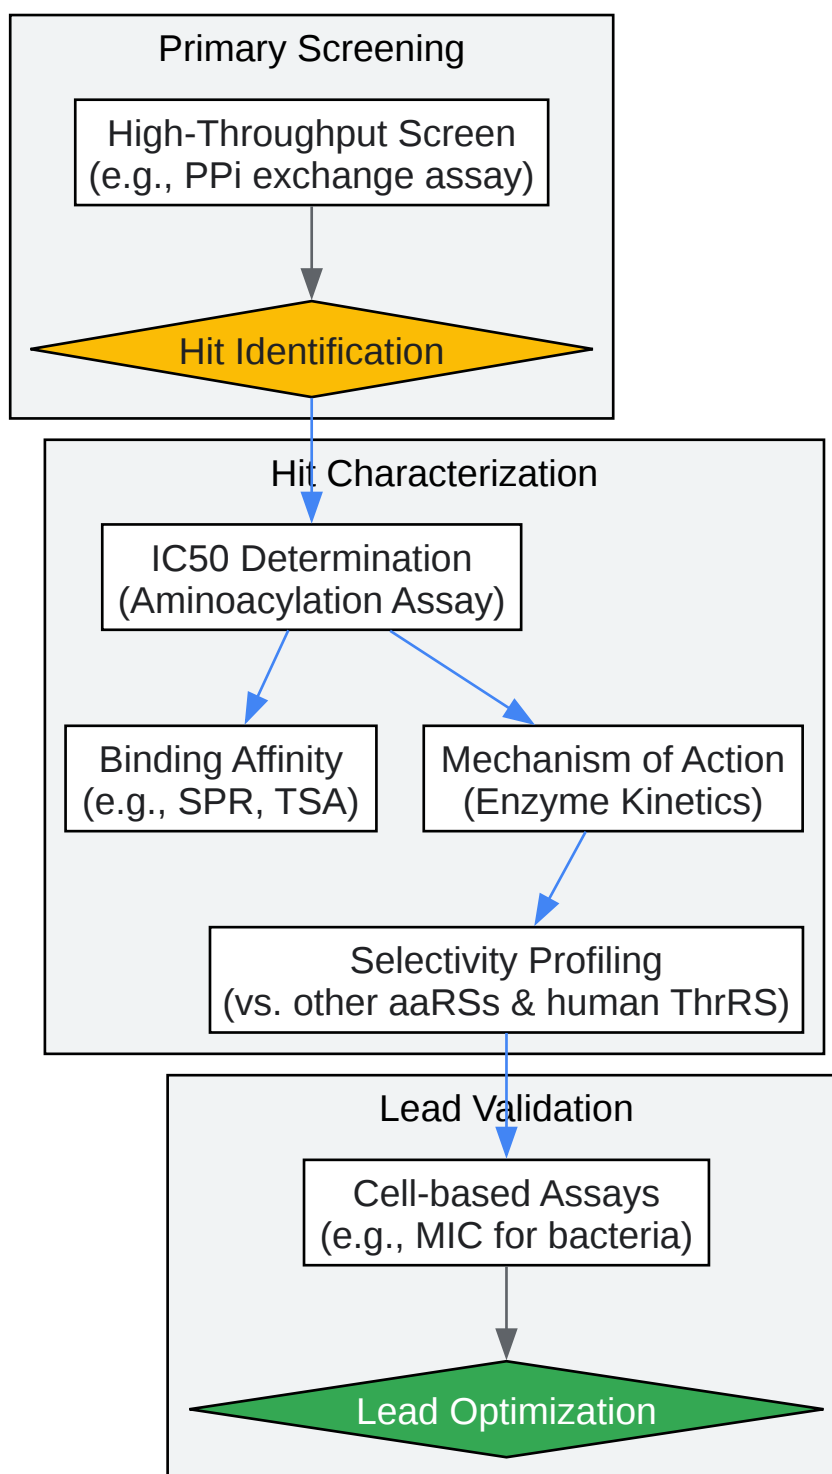 Primary Screening
High-Throughput Screen
(e.g., PPi exchange assay)
Hit Identification
Hit Characterization
IC50 Determination
(Aminoacylation Assay)
Binding Affinity
(e.g., SPR, TSA)
Mechanism of Action
(Enzyme Kinetics)
Selectivity Profiling
(vs. other aaRSs & human ThrRS)
Lead Validation
Cell-based Assays
(e.g., MIC for bacteria)
Lead Optimization